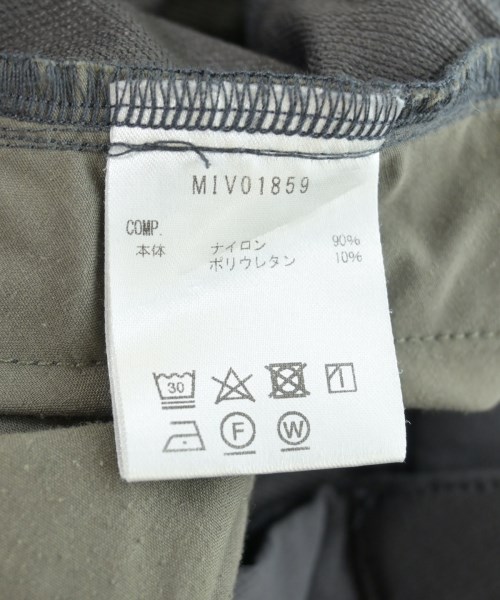 MIV01859
COMP.
本体 ナイロン 90%
ポリウレタン 10%
30
F W